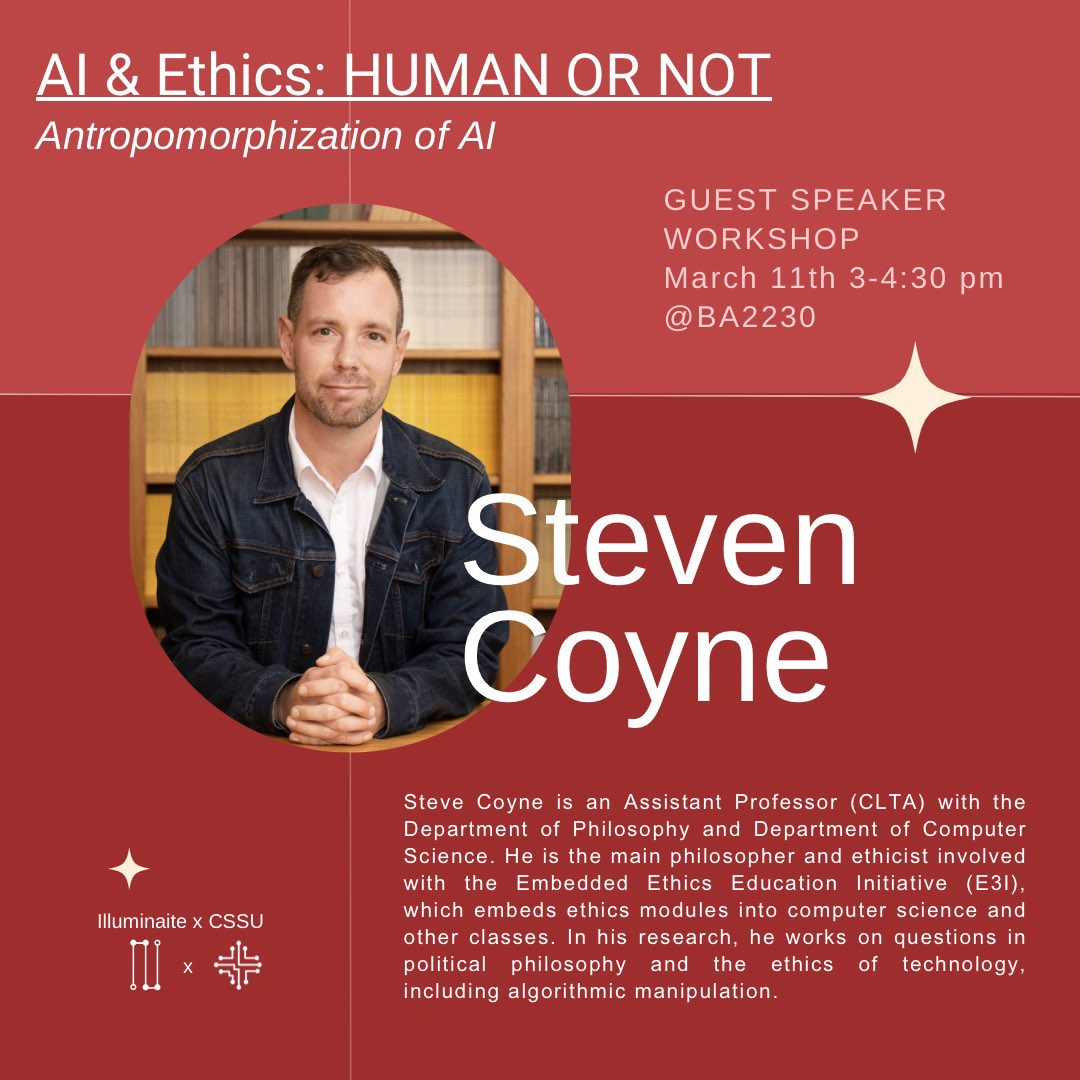 AI & Ethics: HUMAN OR NOT
Antropomorphization of AI
GUEST SPEAKER
WORKSHOP
March 11th 3-4:30 pm
@BA2230
Steven
Coyne
Steve Coyne is an Assistant Professor (CLTA) with the
Department of Philosophy and Department of Computer
Science. He is the main philosopher and ethicist involved
with the Embedded Ethics Education Initiative (E3I),
which embeds ethics modules into computer science and
other classes. In his research, he works on questions in
political philosophy and the ethics of technology,
including algorithmic manipulation.
Illuminaite x CSSU
x